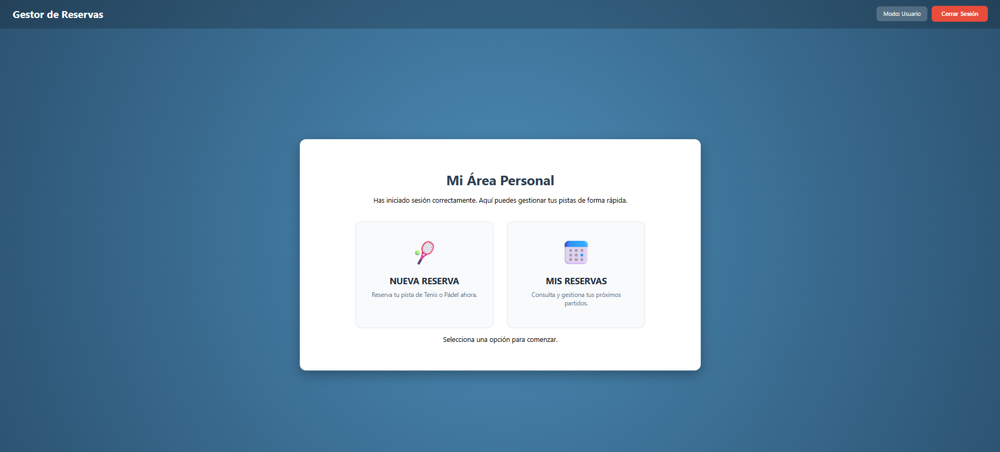 Gestor de Reservas
Modo: Usuario
Cerrar Sesión
Mi Área Personal
Has iniciado sesión correctamente. Aquí puedes gestionar tus pistas de forma rápida.
NUEVA RESERVA
Reserva tu pista de Tenis o Pádel ahora.
MIS RESERVAS
Consulta y gestiona tus próximos
partidos.
Selecciona una opción para comenzar.